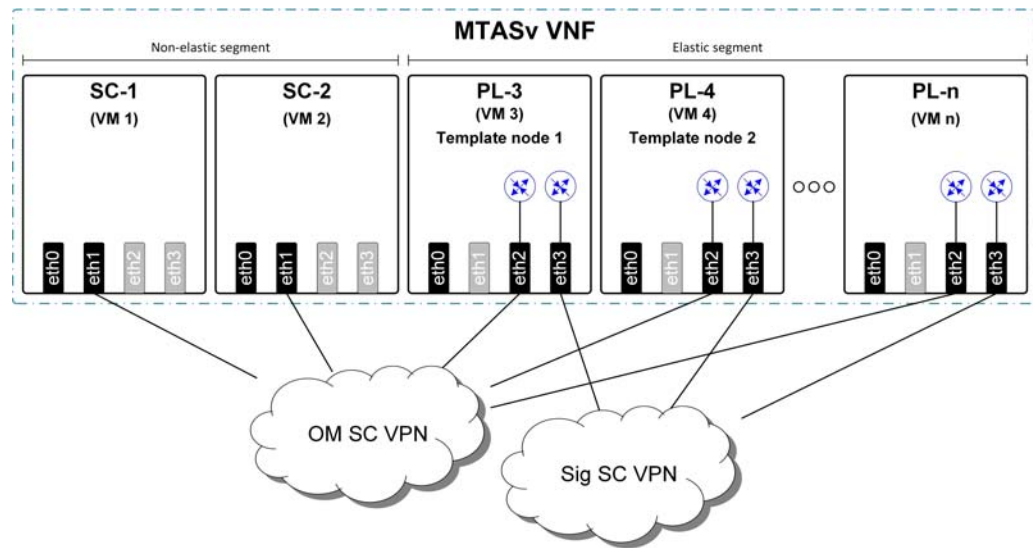 MTASv VNF
Non-elastic segment
Elastic segment
SC-1
(VM 1)
SC-2
(VM 2)
PL-3
(VM 3)
Template node 1
PL-4
(VM 4)
Template node 2
PL-n
(VM n)
eth0
eth1
eth2
eth3
eth0
eth1
eth2
eth3
eth0
eth1
eth2
eth3
eth0
eth1
eth2
eth3
eth0
eth1
eth2
eth3
OM SC VPN
Sig SC VPN